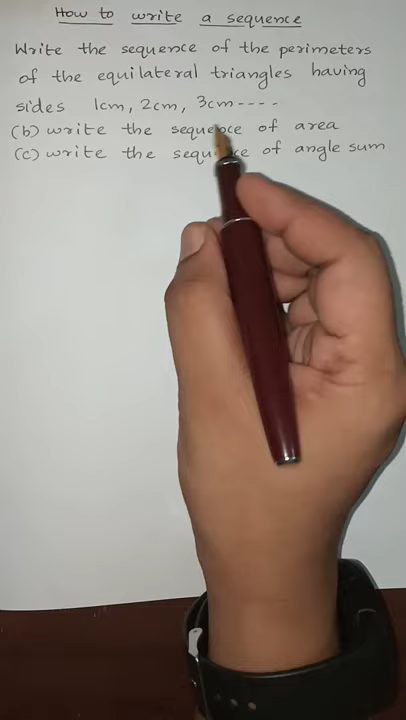 How to write a sequence
Write the sequence of the perimeters
of the equilateral triangles having
sides 1cm, 2cm, 3cm----
(b) write the sequence of area
(c) write the sequence of angle sum